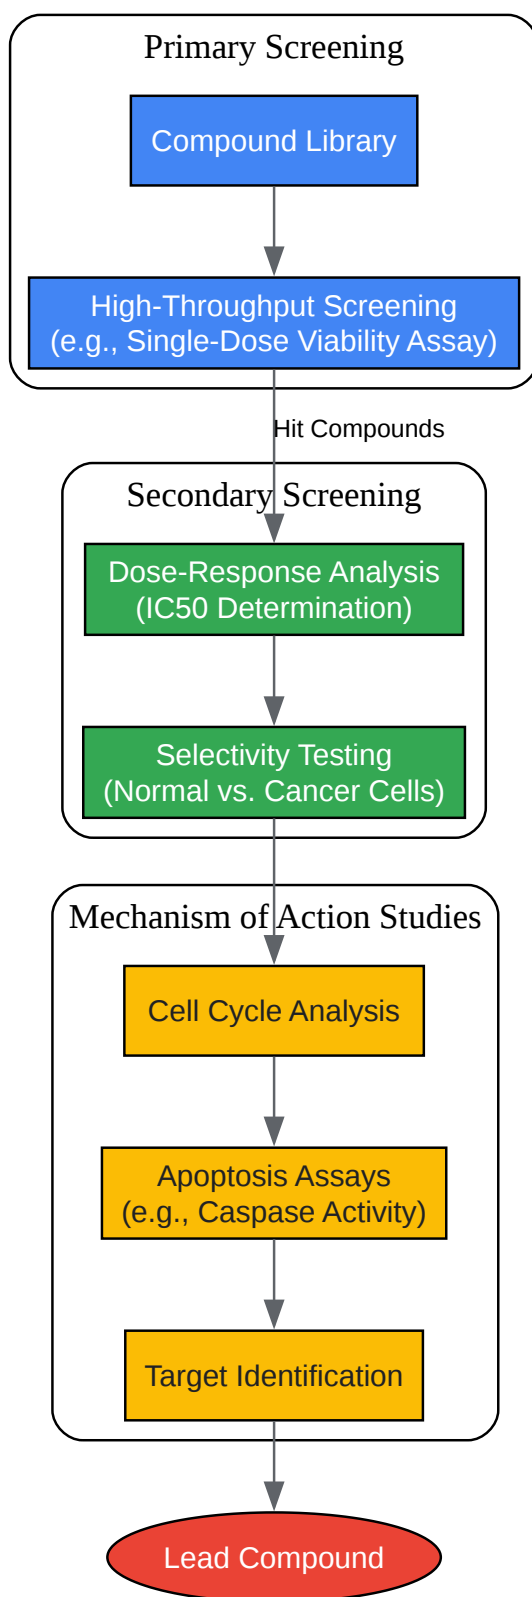 Primary Screening
Compound Library
High-Throughput Screening
(e.g., Single-Dose Viability Assay)
Hit Compounds
Secondary Screening
Dose-Response Analysis
(IC50 Determination)
Selectivity Testing
(Normal vs. Cancer Cells)
Mechanism of Action Studies
Cell Cycle Analysis
Apoptosis Assays
(e.g., Caspase Activity)
Target Identification
Lead Compound